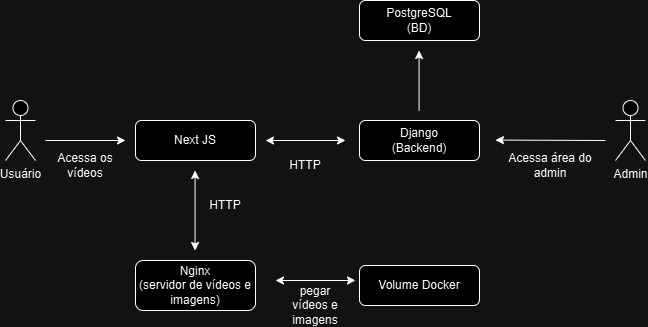 PostgreSQL
(BD)
Next JS
HTTP
Django
(Backend)
Acessa os
vídeos
Usuário
Acessa área do
admin
Admin
HTTP
Nginx
(servidor de vídeos e
imagens)
pegar
vídeos e
imagens
Volume Docker